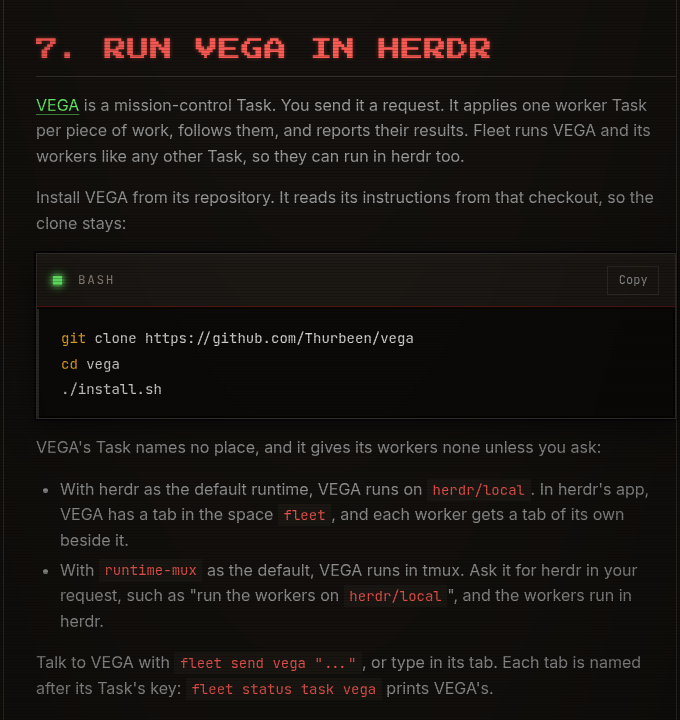 7. RUN VEGA IN HERDR
VEGA is a mission-control Task. You send it a request. It applies one worker Task
per piece of work, follows them, and reports their results. Fleet runs VEGA and its
workers like any other Task, so they can run in herdr too.
Install VEGA from its repository. It reads its instructions from that checkout, so the
clone stays:
BASH
Copy
git clone https://github.com/Thurbeen/vega
cd vega
./install.sh
VEGA's Task names no place, and it gives its workers none unless you ask:
• With herdr as the default runtime, VEGA runs on herdr/local. In herdr's app,
VEGA has a tab in the space fleet, and each worker gets a tab of its own
beside it.
• With runtime-mux as the default, VEGA runs in tmux. Ask it for herdr in your
request, such as "run the workers on herdr/local", and the workers run in
herdr.
Talk to VEGA with fleet send vega "...", or type in its tab. Each tab is named
after its Task's key: fleet status task vega prints VEGA's.